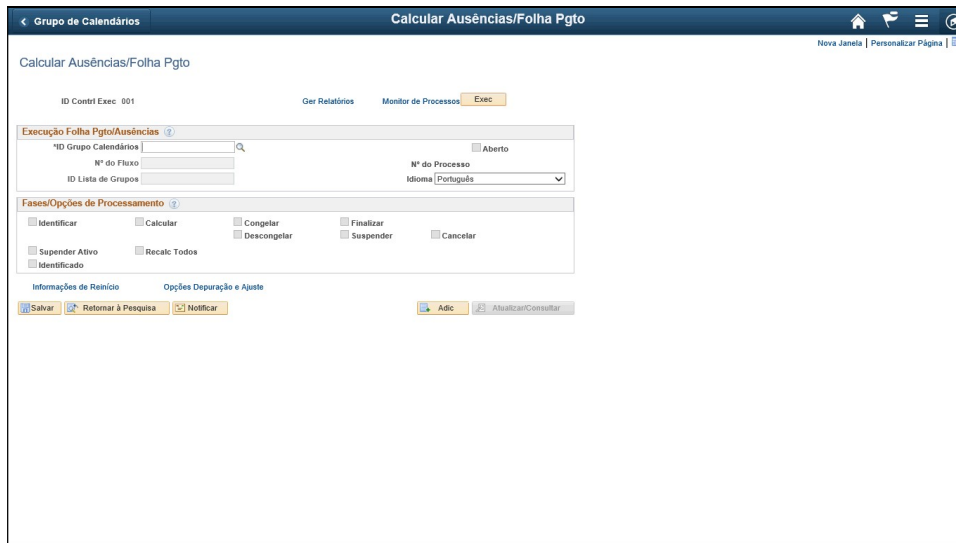 Grupo de Calendários
Calcular Ausências/Folha Pgto
Nova Janela | Personalizar Página |
Calcular Ausências/Folha Pgto
ID Contrl Exec 001 Ger Relatórios Monitor de Processos Exec
Execução Folha Pgto/Ausências
*ID Grupo Calendários Aberto
Nº do Fluxo Nº do Processo
ID Lista de Grupos Idioma Português
Fases/Opções de Processamento
Identificar Calcular Congelar Finalizar
Descongelar Suspender Cancelar
Supender Ativo Recalc Todos
Identificado
Informações de Reinício Opções Depuração e Ajuste
Salvar Retornar à Pesquisa Notificar Adic Atualizar/Consultar